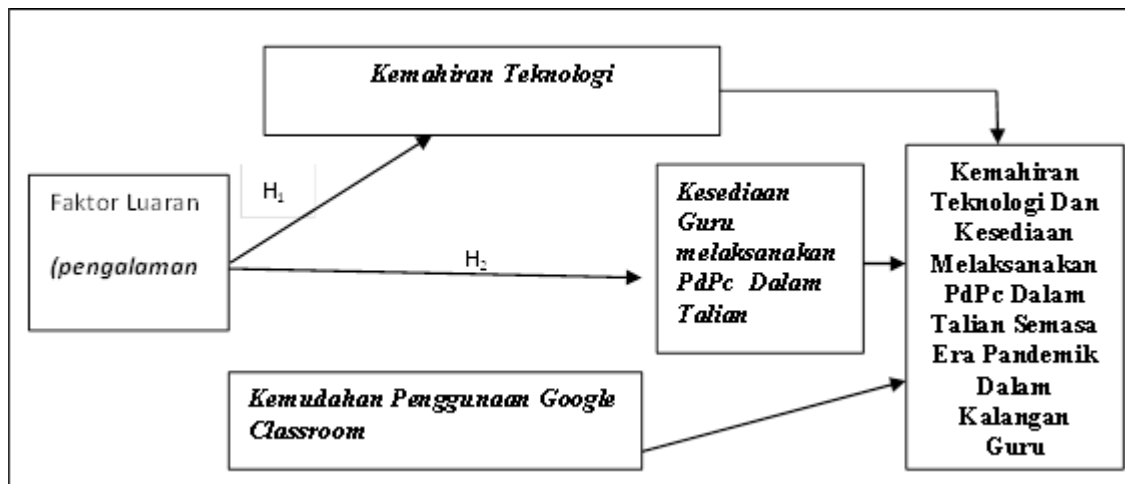 Kemahiran Teknologi
H₁
Faktor Luaran
(pengalaman
H₂
Kesediaan
Guru
melaksanakan
PdPc Dalam
Talian
Kemudahan Penggunaan Google
Classroom
Kemahiran
Teknologi Dan
Kesediaan
Melaksanakan
PdPc Dalam
Talian Semasa
Era Pandemik
Dalam
Kalangan
Guru